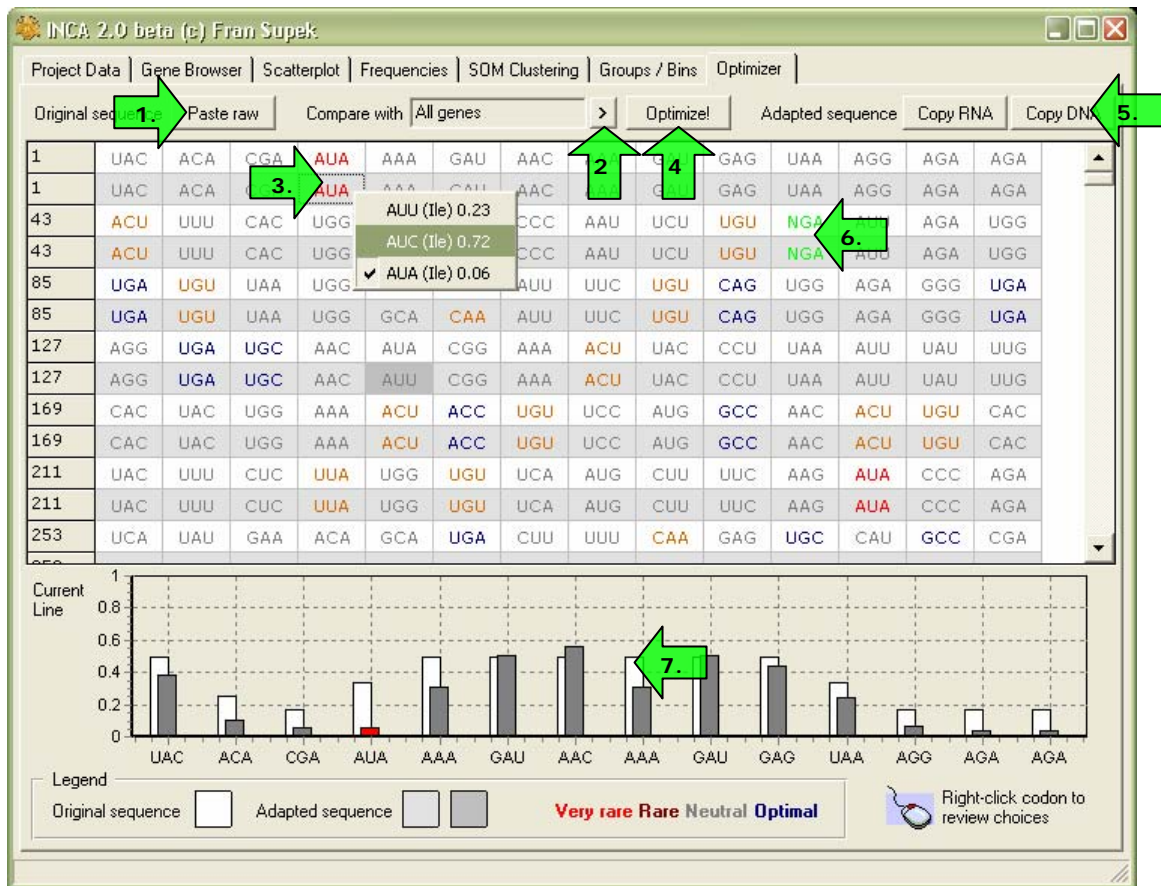 INCA 2.0 beta (c) Fran Supek
Project Data Gene Browser Scatterplot Frequencies SOM Clustering Groups / Bins Optimizer
Original sequence 1. Paste raw Compare with All genes > Optimize! Adapted sequence Copy RNA Copy DNA 5.
1 UAC ACA CGA AUA AAA GAU AAC 2 4 GAG UAA AGG AGA AGA
1 UAC ACA 3. AUA AAA GAU AAC AAA GAU GAG UAA AGG AGA AGA
43 ACU UUU CAC UGG AUU (Ile) 0.23 CCC AAU UCU UGU NGA AUU AGA UGG
43 ACU UUU CAC UGG AUC (Ile) 0.72 CCC AAU UCU UGU NGA 6. AUU AGA UGG
85 UGA UGU UAA UGG AUA (Ile) 0.06 AUU UUC UGU CAG UGG AGA GGG UGA
85 UGA UGU UAA UGG GCA CAA AUU UUC UGU CAG UGG AGA GGG UGA
127 AGG UGA UGC AAC AUA CGG AAA ACU UAC CCU UAA AUU UAU UUG
127 AGG UGA UGC AAC AUU CGG AAA ACU UAC CCU UAA AUU UAU UUG
169 CAC UAC UGG AAA ACU ACC UGU UCC AUG GCC AAC ACU UGU CAC
169 CAC UAC UGG AAA ACU ACC UGU UCC AUG GCC AAC ACU UGU CAC
211 UAC UUU CUC UUA UGG UGU UCA AUG CUU UUC AAG AUA CCC AGA
211 UAC UUU CUC UUA UGG UGU UCA AUG CUU UUC AAG AUA CCC AGA
253 UCA UAU GAA ACA GCA UGA CUU UUU CAA GAG UGC CAU GCC CGA
Current
Line
1
0.8
0.6
0.4
0.2
0
7.
UAC ACA CGA AUA AAA GAU AAC AAA GAU GAG UAA AGG AGA AGA
Legend
Original sequence Adapted sequence Very rare Rare Neutral Optimal
Right-click codon to
review choices